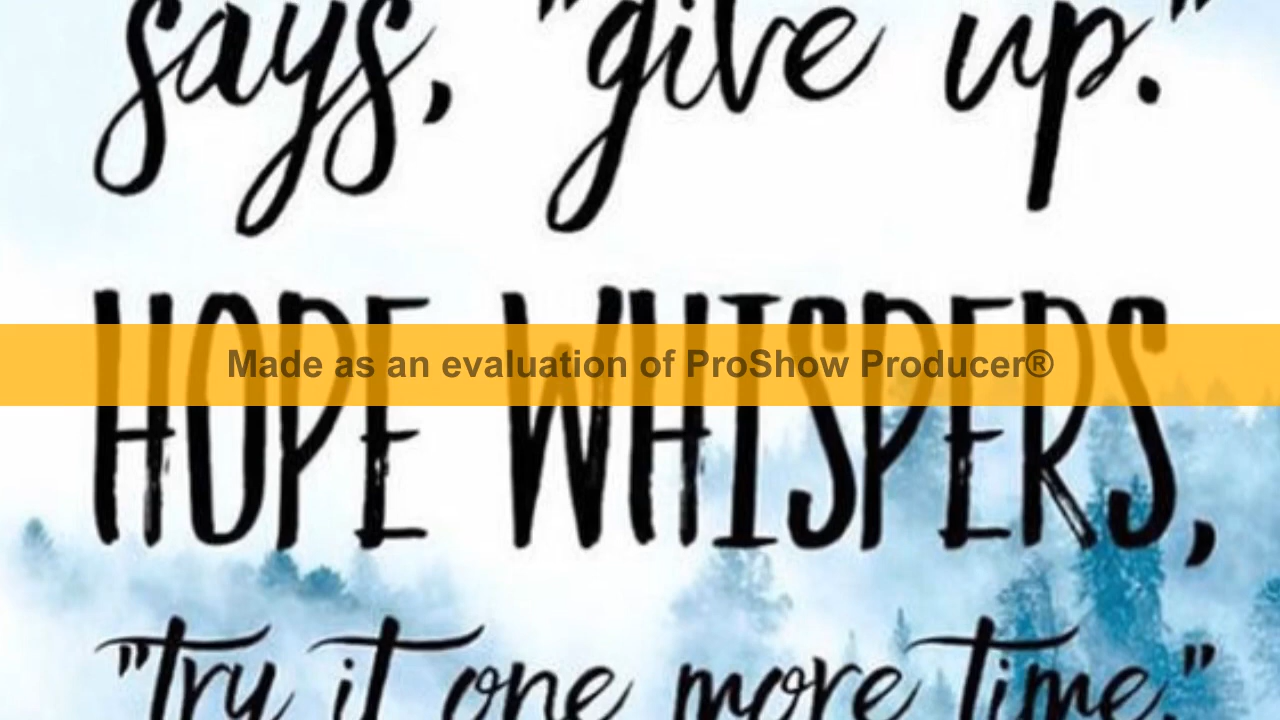 says, "give up."
HOPE WHISPERS,
Made as an evaluation of ProShow Producer®
"try it one more time."